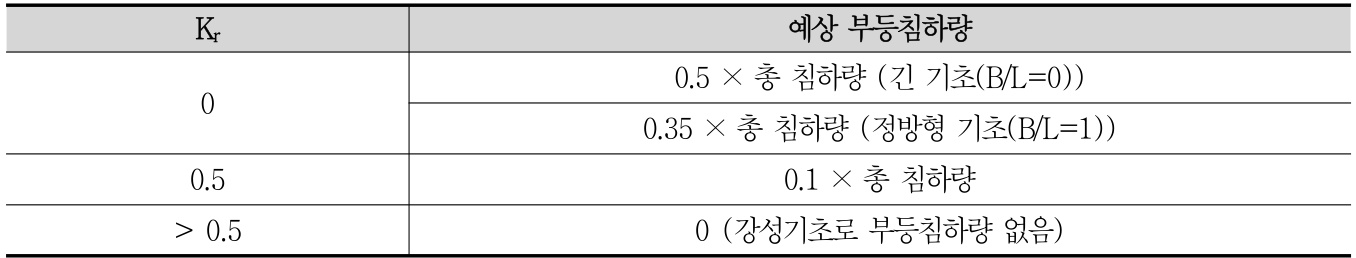 Kr 예상 부등침하량
0
0.5 × 총 침하량 (긴 기초(B/L=0))
0.35 × 총 침하량 (정방형 기초(B/L=1))
0.5 0.1 × 총 침하량
> 0.5 0 (강성기초로 부등침하량 없음)